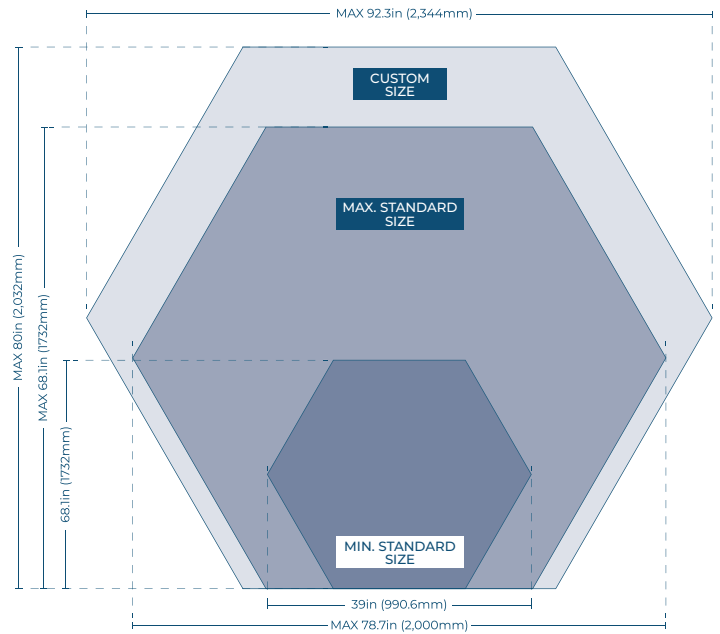 MAX 92.3in (2,344mm)
CUSTOM
SIZE
MAX. STANDARD
SIZE
MAX 80in (2,032mm)
MAX 68.1in (1732mm)
68.1in (1732mm)
MIN. STANDARD
SIZE
39in (990.6mm)
MAX 78.7in (2,000mm)